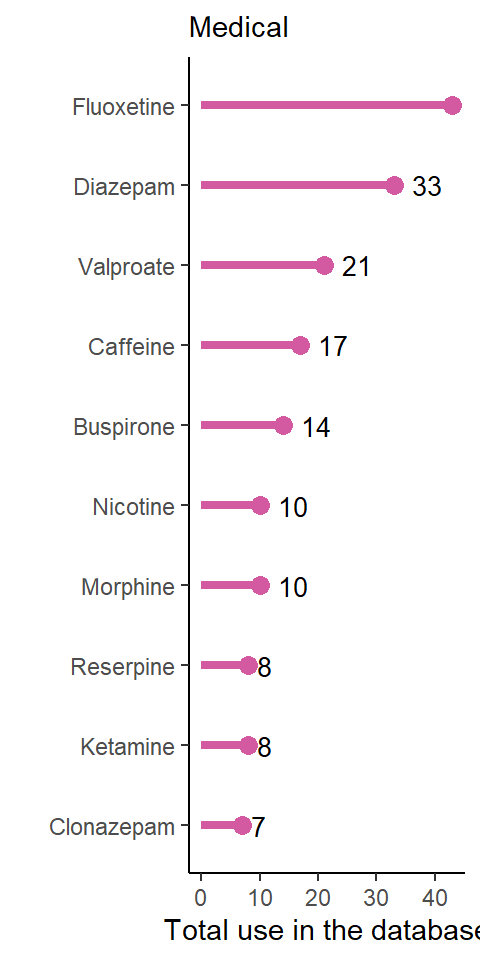 Medical
Fluoxetine
Diazepam 33
Valproate 21
Caffeine 17
Buspirone 14
Nicotine 10
Morphine 10
Reserpine 8
Ketamine 8
Clonazepam 7
0 10 20 30 40
Total use in the database